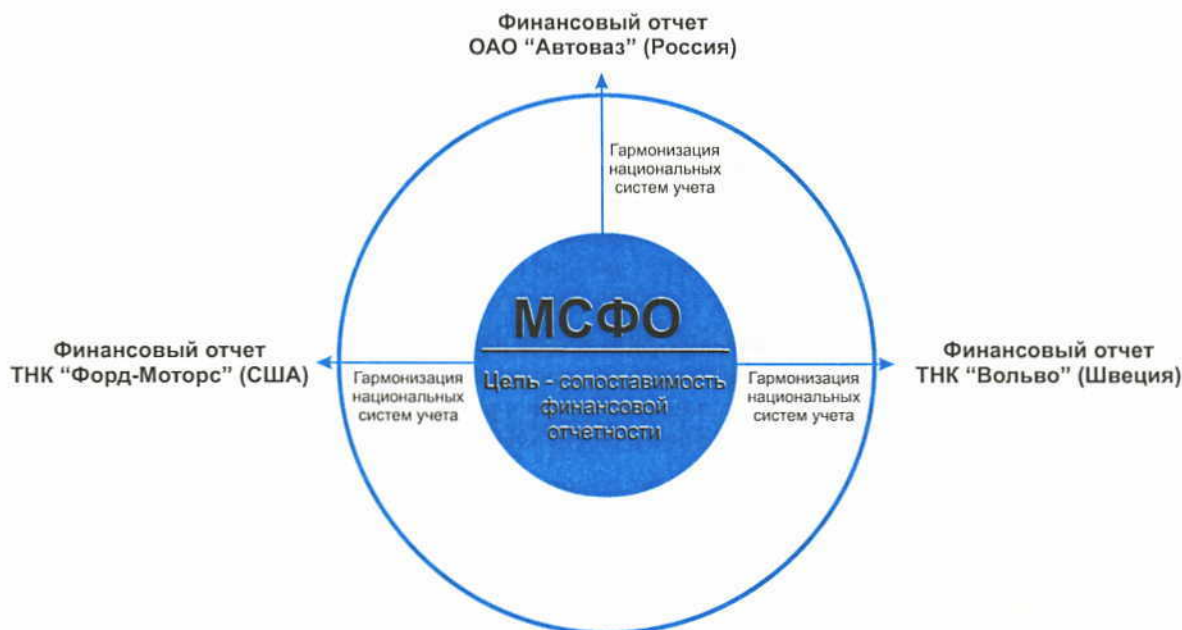 Финансовый отчет
ОАО “Автоваз” (Россия)
Гармонизация
национальных
систем учета
МСФО
Цель - сопоставимость
финансовой
отчетности
Финансовый отчет
ТНК “Форд-Моторс” (США)
Гармонизация
национальных
систем учета
Гармонизация
национальных
систем учета
Финансовый отчет
ТНК “Вольво” (Швеция)